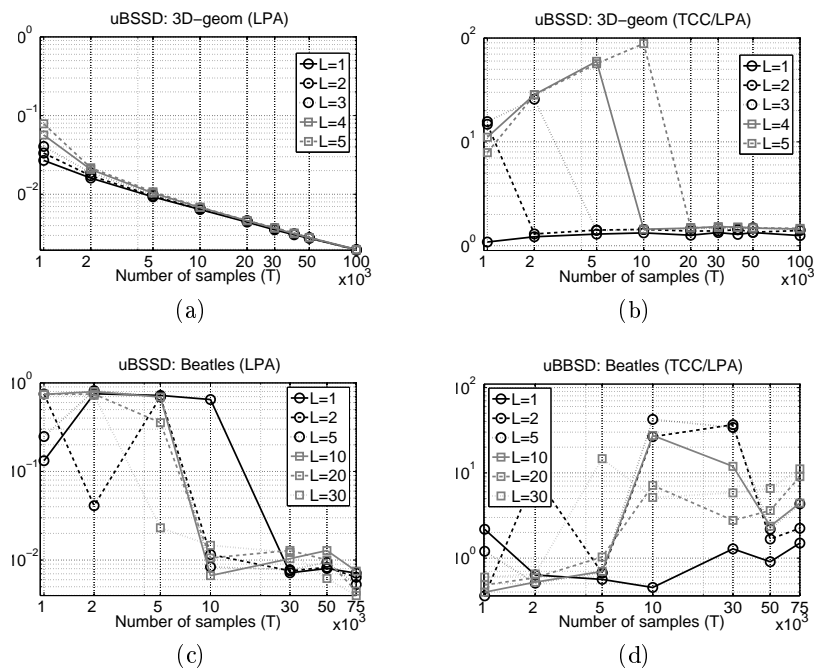 uBSSD: 3D−geom (LPA)
10^0
10^-1
10^-2
L=1
L=2
L=3
L=4
L=5
1 2 5 10 20 30 50 100
Number of samples (T)
x10^3
(a)
uBSSD: 3D−geom (TCC/LPA)
10^2
10^1
10^0
L=1
L=2
L=3
L=4
L=5
1 2 5 10 20 30 50 100
Number of samples (T)
x10^3
(b)
uBSSD: Beatles (LPA)
10^0
10^-1
10^-2
L=1
L=2
L=5
L=10
L=20
L=30
1 2 5 10 30 50 75
Number of samples (T)
x10^3
(c)
uBBSD: Beatles (TCC/LPA)
10^2
10^1
10^0
L=1
L=2
L=5
L=10
L=20
L=30
1 2 5 10 30 50 75
Number of samples (T)
x10^3
(d)